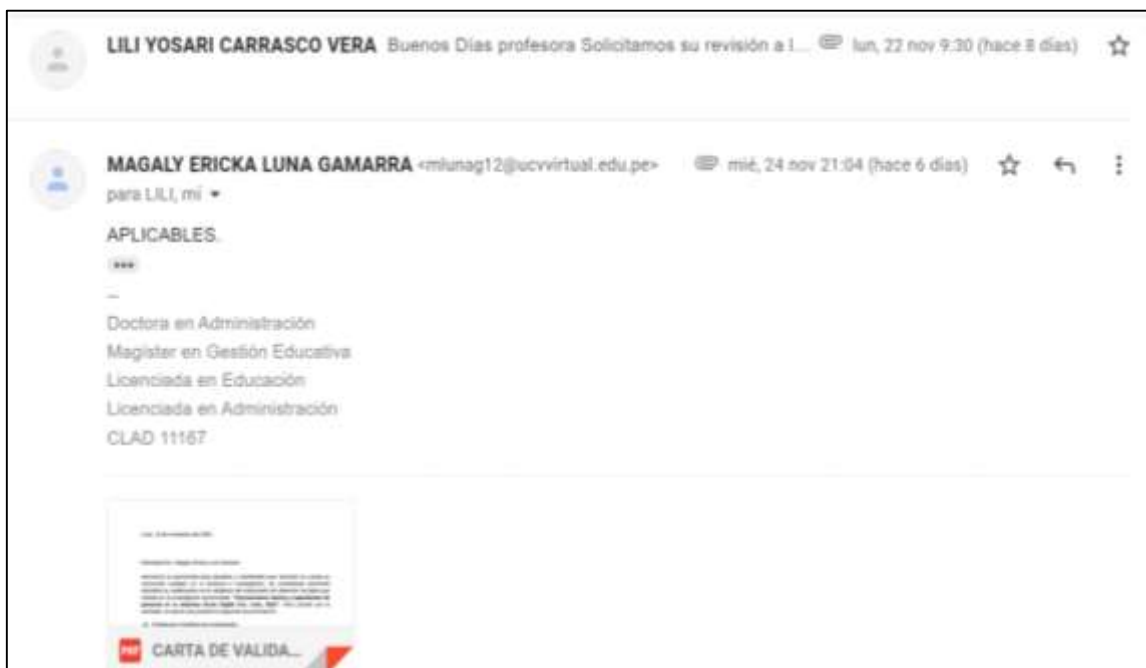 LILI YOSARI CARRASCO VERA Buenos Días profesora Solicitamos su revisión a l... lun, 22 nov 9:30 (hace 8 días)
MAGALY ERICKA LUNA GAMARRA <mlunag12@ucvvirtual.edu.pe> mié, 24 nov 21:04 (hace 6 días)
para LILI, mí
APLICABLES.
•••
--
Doctora en Administración
Magíster en Gestión Educativa
Licenciada en Educación
Licenciada en Administración
CLAD 11167
PDF CARTA DE VALIDA...